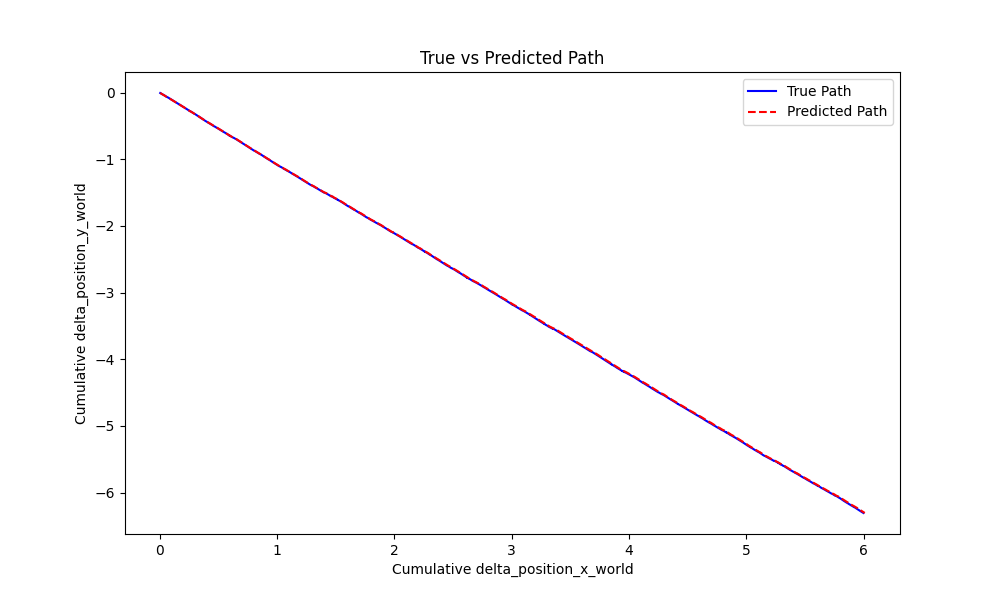 True vs Predicted Path
True Path
Predicted Path
0
−1
−2
−3
−4
−5
−6
Cumulative delta_position_y_world
0 1 2 3 4 5 6
Cumulative delta_position_x_world